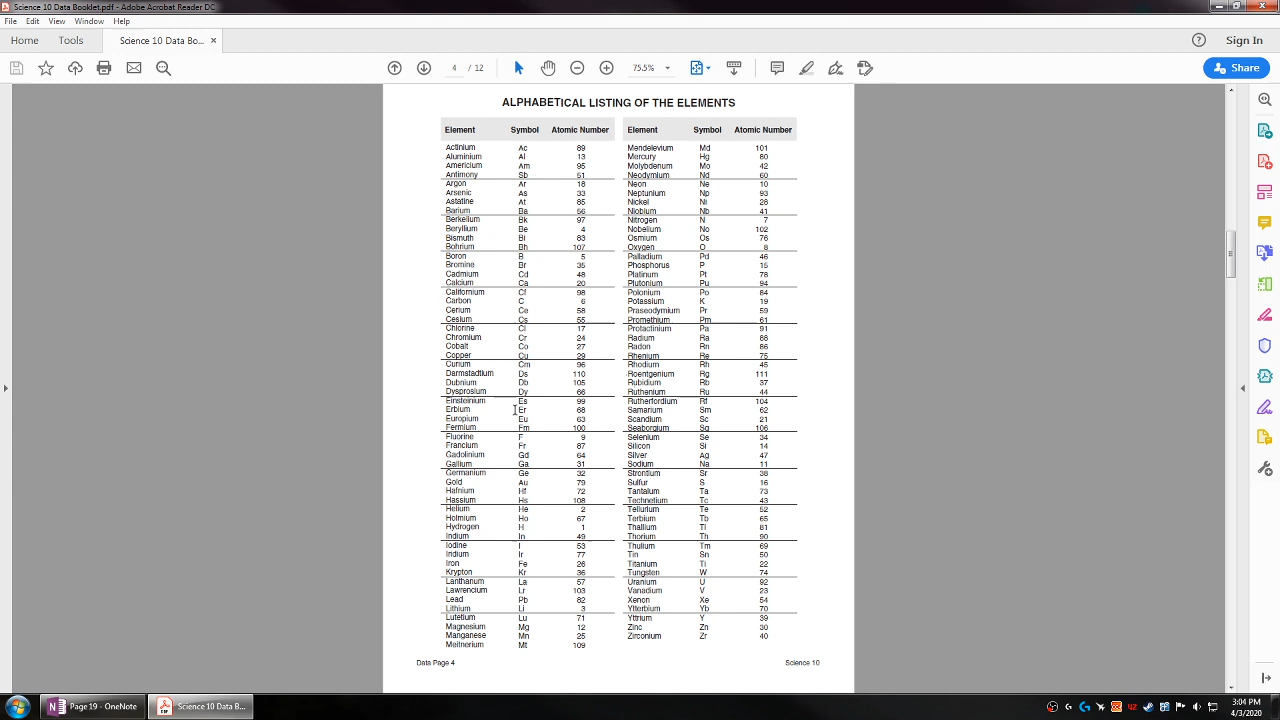 Science 10 Data Booklet.pdf - Adobe Acrobat Reader DC
File Edit View Window Help
Home Tools Science 10 Data Bo... × Sign In
4 / 12 75.5% Share
ALPHABETICAL LISTING OF THE ELEMENTS
Element Symbol Atomic Number Element Symbol Atomic Number
Actinium Ac 89 Mendelevium Md 101
Aluminium Al 13 Mercury Hg 80
Americium Am 95 Molybdenum Mo 42
Antimony Sb 51 Neodymium Nd 60
Argon Ar 18 Neon Ne 10
Arsenic As 33 Neptunium Np 93
Astatine At 85 Nickel Ni 28
Barium Ba 56 Niobium Nb 41
Berkelium Bk 97 Nitrogen N 7
Beryllium Be 4 Nobelium No 102
Bismuth Bi 83 Osmium Os 76
Bohrium Bh 107 Oxygen O 8
Boron B 5 Palladium Pd 46
Bromine Br 35 Phosphorus P 15
Cadmium Cd 48 Platinum Pt 78
Calcium Ca 20 Plutonium Pu 94
Californium Cf 98 Polonium Po 84
Carbon C 6 Potassium K 19
Cerium Ce 58 Praseodymium Pr 59
Cesium Cs 55 Promethium Pm 61
Chlorine Cl 17 Protactinium Pa 91
Chromium Cr 24 Radium Ra 88
Cobalt Co 27 Radon Rn 86
Copper Cu 29 Rhenium Re 75
Curium Cm 96 Rhodium Rh 45
Darmstadtium Ds 110 Roentgenium Rg 111
Dubnium Db 105 Rubidium Rb 37
Dysprosium Dy 66 Ruthenium Ru 44
Einsteinium Es 99 Rutherfordium Rf 104
Erbium Er 68 Samarium Sm 62
Europium Eu 63 Scandium Sc 21
Fermium Fm 100 Seaborgium Sg 106
Fluorine F 9 Selenium Se 34
Francium Fr 87 Silicon Si 14
Gadolinium Gd 64 Silver Ag 47
Gallium Ga 31 Sodium Na 11
Germanium Ge 32 Strontium Sr 38
Gold Au 79 Sulfur S 16
Hafnium Hf 72 Tantalum Ta 73
Hassium Hs 108 Technetium Tc 43
Helium He 2 Tellurium Te 52
Holmium Ho 67 Terbium Tb 65
Hydrogen H 1 Thallium Tl 81
Indium In 49 Thorium Th 90
Iodine I 53 Thulium Tm 69
Iridium Ir 77 Tin Sn 50
Iron Fe 26 Titanium Ti 22
Krypton Kr 36 Tungsten W 74
Lanthanum La 57 Uranium U 92
Lawrencium Lr 103 Vanadium V 23
Lead Pb 82 Xenon Xe 54
Lithium Li 3 Ytterbium Yb 70
Lutetium Lu 71 Yttrium Y 39
Magnesium Mg 12 Zinc Zn 30
Manganese Mn 25 Zirconium Zr 40
Meitnerium Mt 109
Data Page 4 Science 10
Page 19 - OneNote Science 10 Data B...
3:04 PM
4/3/2020